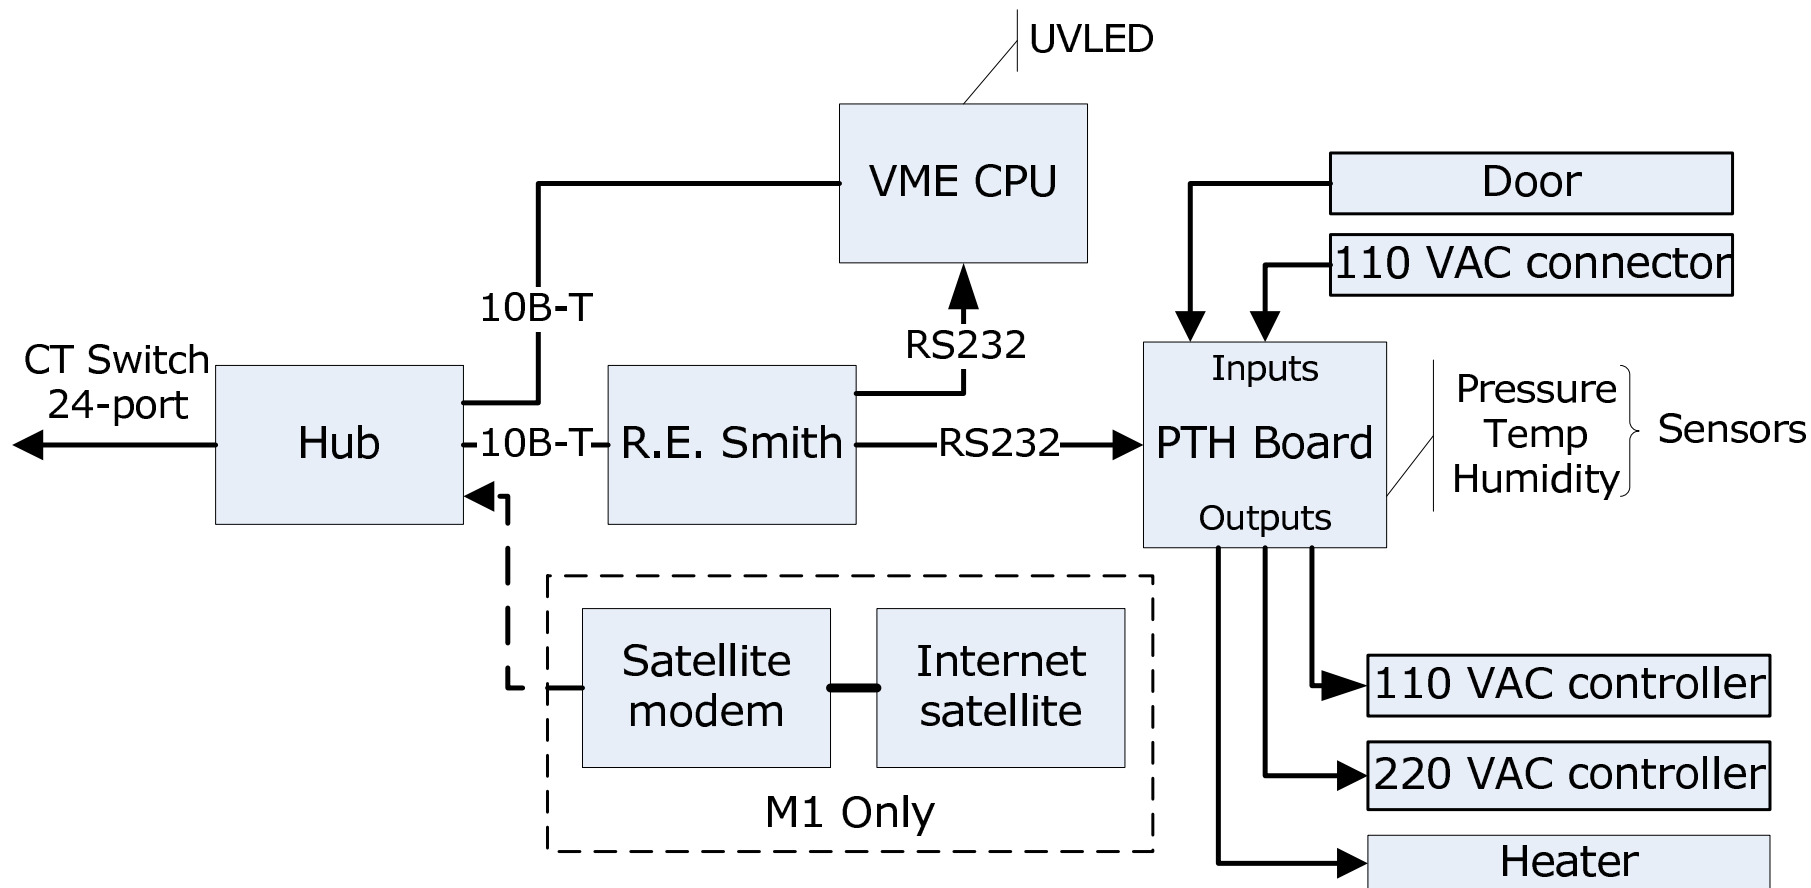 UVLED
VME CPU
Door
110 VAC connector
10B-T
RS232
CT Switch
24-port
Hub
10B-T
R.E. Smith
RS232
Inputs
PTH Board
Outputs
Pressure
Temp
Humidity
Sensors
Satellite
modem
Internet
satellite
M1 Only
110 VAC controller
220 VAC controller
Heater